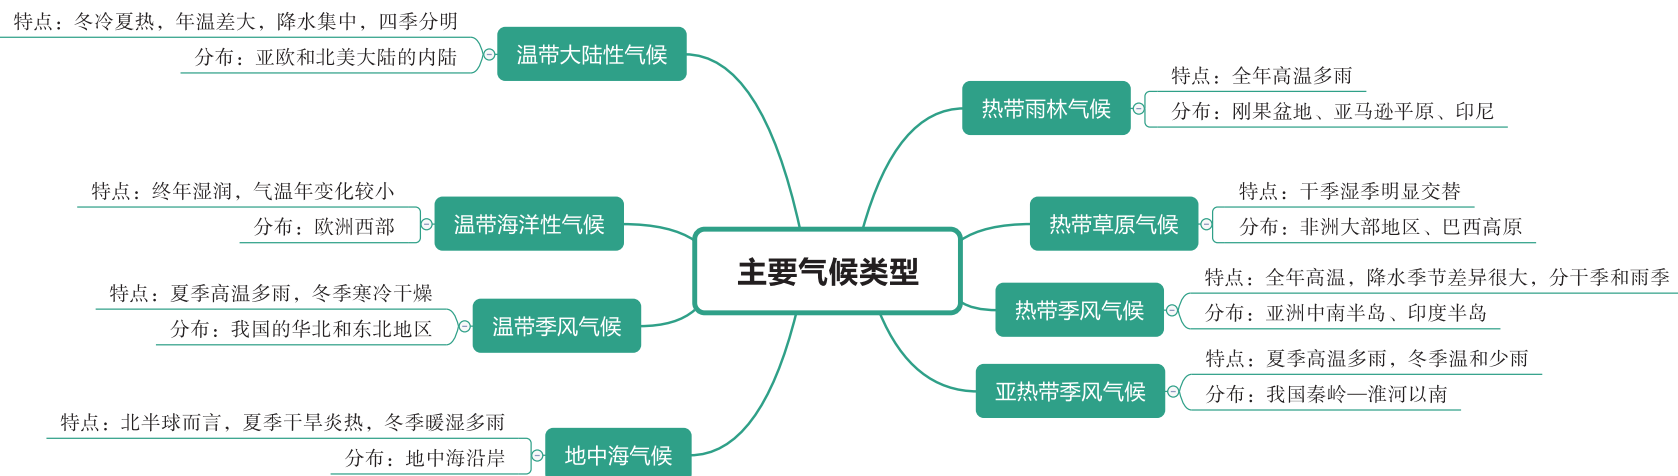 主要气候类型
温带大陆性气候
特点：冬冷夏热，年温差大，降水集中，四季分明
分布：亚欧和北美大陆的内陆
温带海洋性气候
特点：终年湿润，气温年变化较小
分布：欧洲西部
温带季风气候
特点：夏季高温多雨，冬季寒冷干燥
分布：我国的华北和东北地区
地中海气候
特点：北半球而言，夏季干旱炎热，冬季暖湿多雨
分布：地中海沿岸
热带雨林气候
特点：全年高温多雨
分布：刚果盆地、亚马逊平原、印尼
热带草原气候
特点：干季湿季明显交替
分布：非洲大部地区、巴西高原
热带季风气候
特点：全年高温，降水季节差异很大，分干季和雨季
分布：亚洲中南半岛、印度半岛
亚热带季风气候
特点：夏季高温多雨，冬季温和少雨
分布：我国秦岭—淮河以南